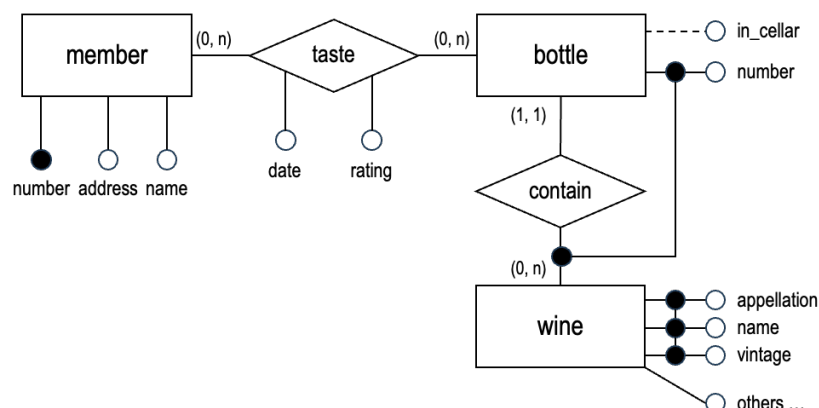 member
(0, n)
taste
(0, n)
bottle
in_cellar
number
(1, 1)
date
rating
number
address
name
contain
(0, n)
wine
appellation
name
vintage
others ...